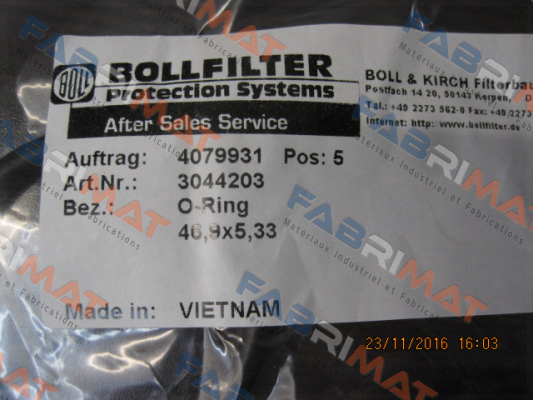 BOLL
BOLLFILTER
Protection Systems
BOLL & KIRCH Filterbau
Postfach 14 20, 50143 Kerpen,
Tel.: +49 2273 562-0 Fax: +49 2273
Internet: http: www.bollfilter.de
After Sales Service
Auftrag: 4079931 Pos: 5
Art.Nr.: 3044203
Bez.: O-Ring
46,9x5,33
Made in: VIETNAM
23/11/2016 16:03
FABRIMAT
Materiaux Industriel et Fabrications